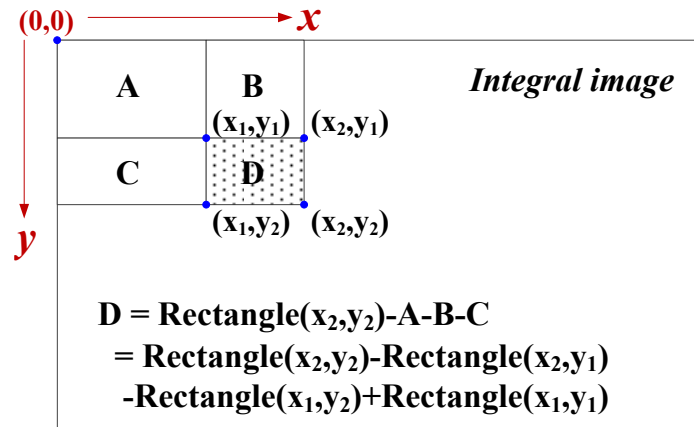 (0,0) x
A B Integral image
(x₁,y₁) (x₂,y₁)
C D
y (x₁,y₂) (x₂,y₂)
D = Rectangle(x₂,y₂)-A-B-C
= Rectangle(x₂,y₂)-Rectangle(x₂,y₁)
-Rectangle(x₁,y₂)+Rectangle(x₁,y₁)